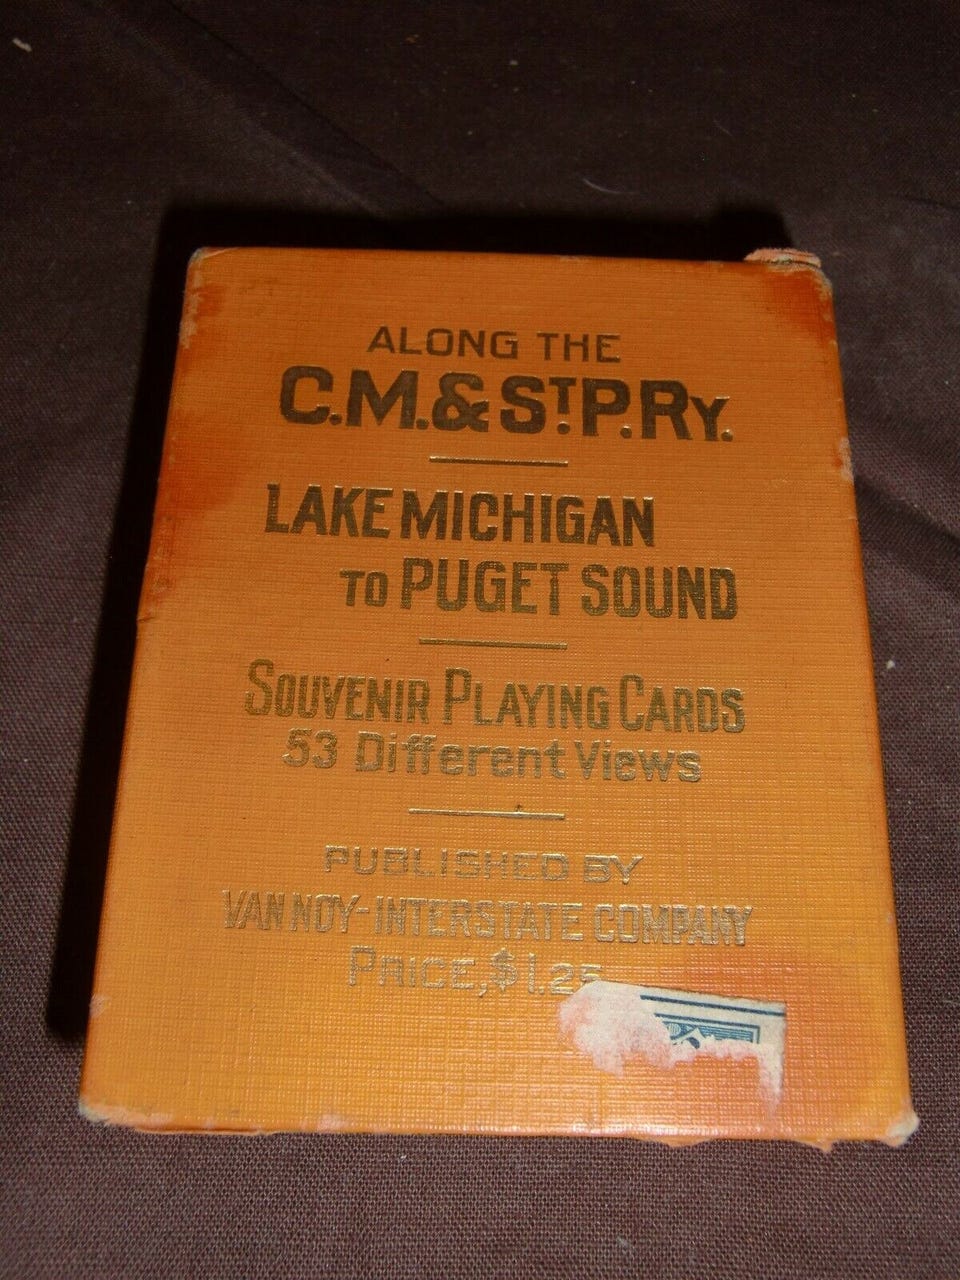 ALONG THE
C.M.& ST. P. RY.
LAKE MICHIGAN
TO PUGET SOUND
SOUVENIR PLAYING CARDS
53 Different Views
PUBLISHED BY
VAN NOY-INTERSTATE COMPANY
PRICE, $1.25